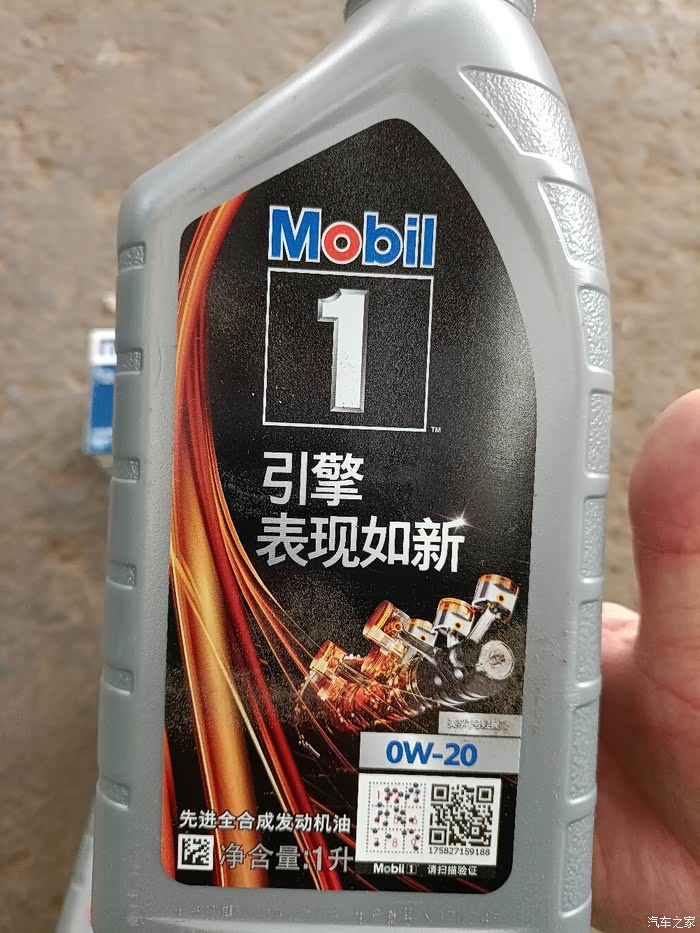 Mobil
1
™
引擎
表现如新
0W-20
先进全合成发动机油
净含量:1升
175827159188
Mobil 1 请扫描验证
汽车之家